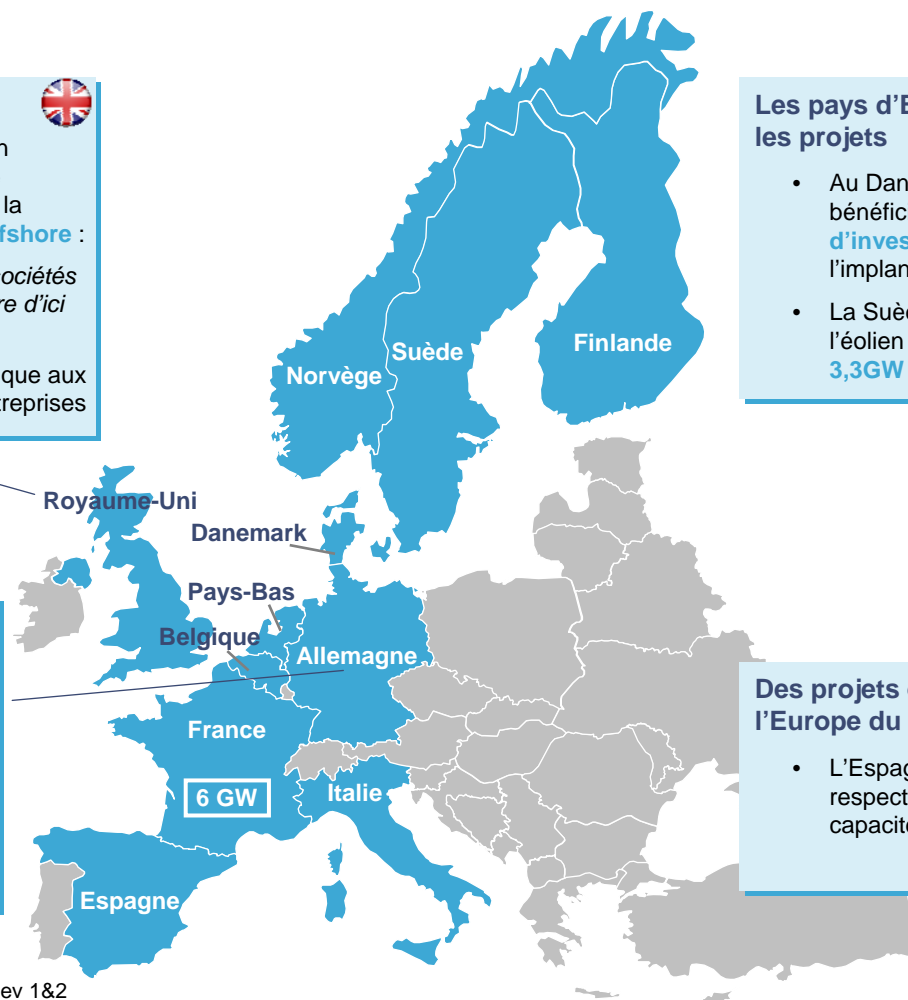 n
la
fshore :
ociétés
re d'ici
que aux
treprises
Les pays d'E
les projets
• Au Dan
bénéfic
d'inves
l'implan
• La Suèd
l'éolien
3,3GW
Norvège
Suède
Finlande
Royaume-Uni
Danemark
Pays-Bas
Belgique
Allemagne
France
6 GW
Italie
Espagne
Des projets
l'Europe du
• L'Espag
respect
capacité
ev 1&2